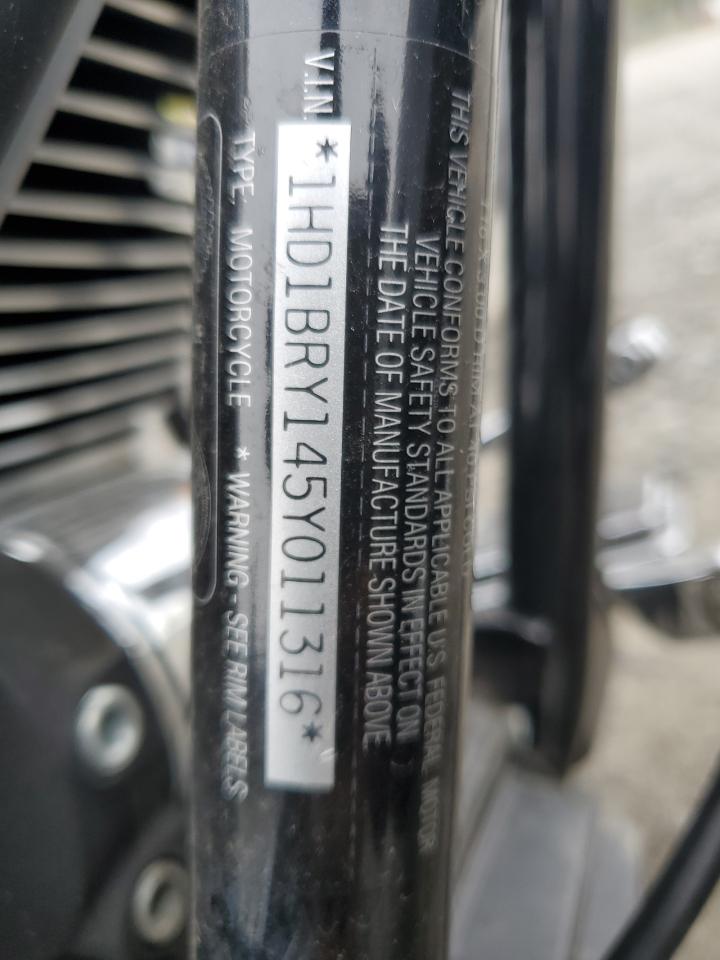 THIS VEHICLE CONFORMS TO ALL APPLICABLE U.S. FEDERAL MOTOR
VEHICLE SAFETY STANDARDS IN EFFECT ON
THE DATE OF MANUFACTURE SHOWN ABOVE
V.I.N. *1HD1BRY145Y011316*
TYPE: MOTORCYCLE * WARNING - SEE RIM LABELS